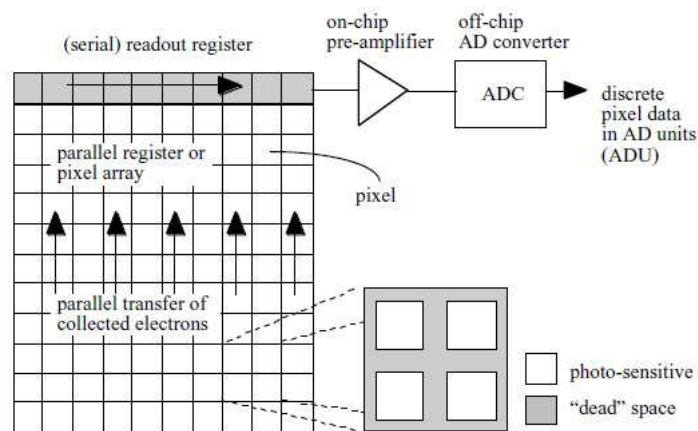 (serial) readout register
on-chip
pre-amplifier
off-chip
AD converter
ADC
discrete
pixel data
in AD units
(ADU)
parallel register or
pixel array
pixel
parallel transfer of
collected electrons
photo-sensitive
“dead” space